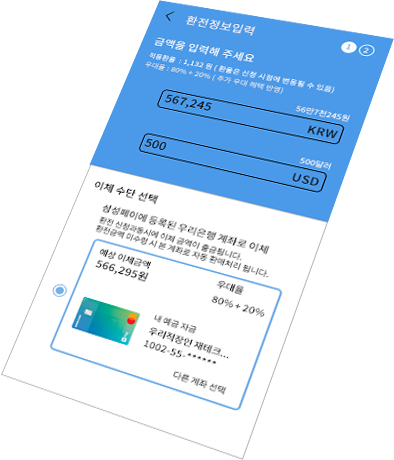 환전정보입력
1 2
금액을 입력해 주세요
적용환율 : 1,132 원 ( 환율은 신청 시점에 변동될 수 있음)
우대율 : 80% + 20% ( 추가 우대 혜택 반영)
56만7천245원
567,245 KRW
500달러
500 USD
이체 수단 선택
삼성페이에 등록된 우리은행 계좌로 이체
환전 신청과동시에 이체 금액이 출금됩니다.
환전금액 미수령 시 본 계좌로 자동 환매처리 됩니다.
예상 이체금액 우대율
566,295원 80% + 20%
내 예금 자금
우리직장인 재테크...
1002-55-******
다른 계좌 선택